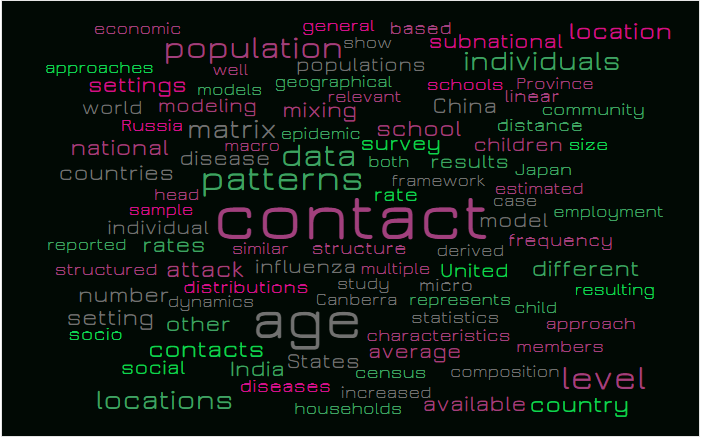 economic general based location
population show subnational
approaches well populations individuals
settings models geographical schools Province
world modeling relevant mixing China linear community
Russia matrix epidemic school distance
national macro survey children size
countries disease data both results Japan
patterns framework estimated
head rate case
sample contact employment
individual model
reported rates similar structure derived frequency
structured attack influenza multiple United different
number distributions study micro resulting
dynamics Canberra represents child
setting other statistics approach
socio characteristics
contacts age average members
social India States census composition level
diseases increased
locations households available country